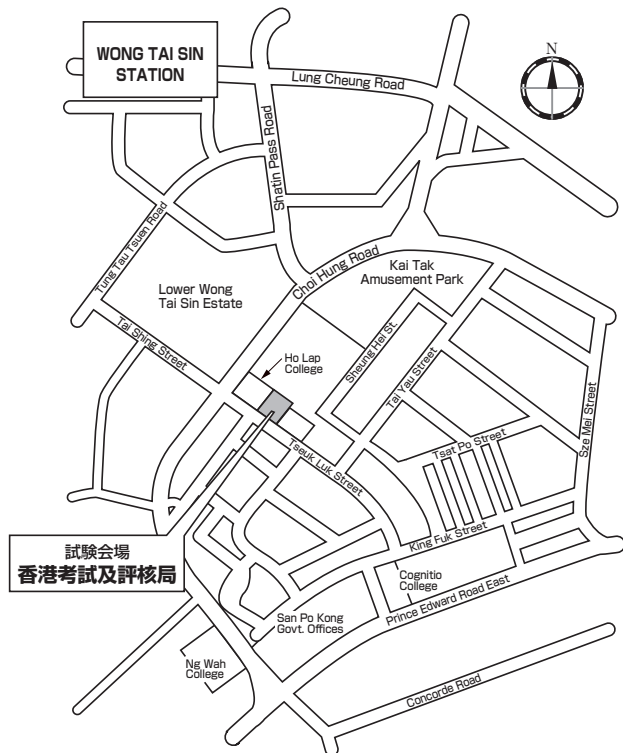 WONG TAI SIN
STATION
N
Lung Cheung Road
Shatin Pass Road
Tung Tau Tsuen Road
Choi Hung Road
Kai Tak
Amusement Park
Lower Wong
Tai Sin Estate
Tai Shing Street
Ho Lap
College
Sheung Hei St.
Tai Yau Street
Sze Mei Street
Tseuk Luk Street
Tsat Po Street
King Fuk Street
試験会場
香港考試及評核局
Cognitio
College
Prince Edward Road East
San Po Kong
Govt. Offices
Ng Wah
College
Concorde Road